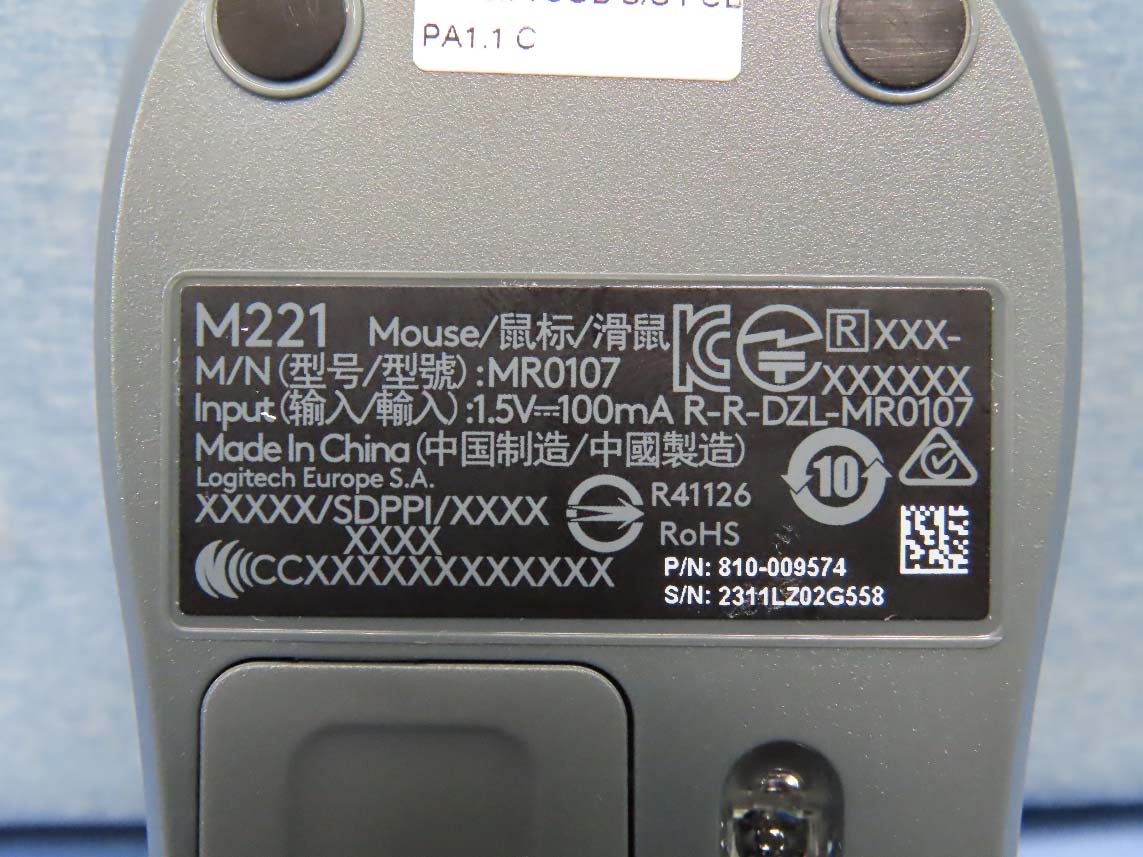 PA1.1 C
M221 Mouse/鼠标/滑鼠
R XXX-
XXXXXX
M/N (型号/型號) :MR0107
Input (输入/輸入) :1.5V⎓100mA R-R-DZL-MR0107
Made In China (中国制造/中國製造)
Logitech Europe S.A.
10
XXXXX/SDPPI/XXXX
XXXX
R41126
RoHS
CCXXXXXXXXXXXX
P/N: 810-009574
S/N: 2311LZ02G558